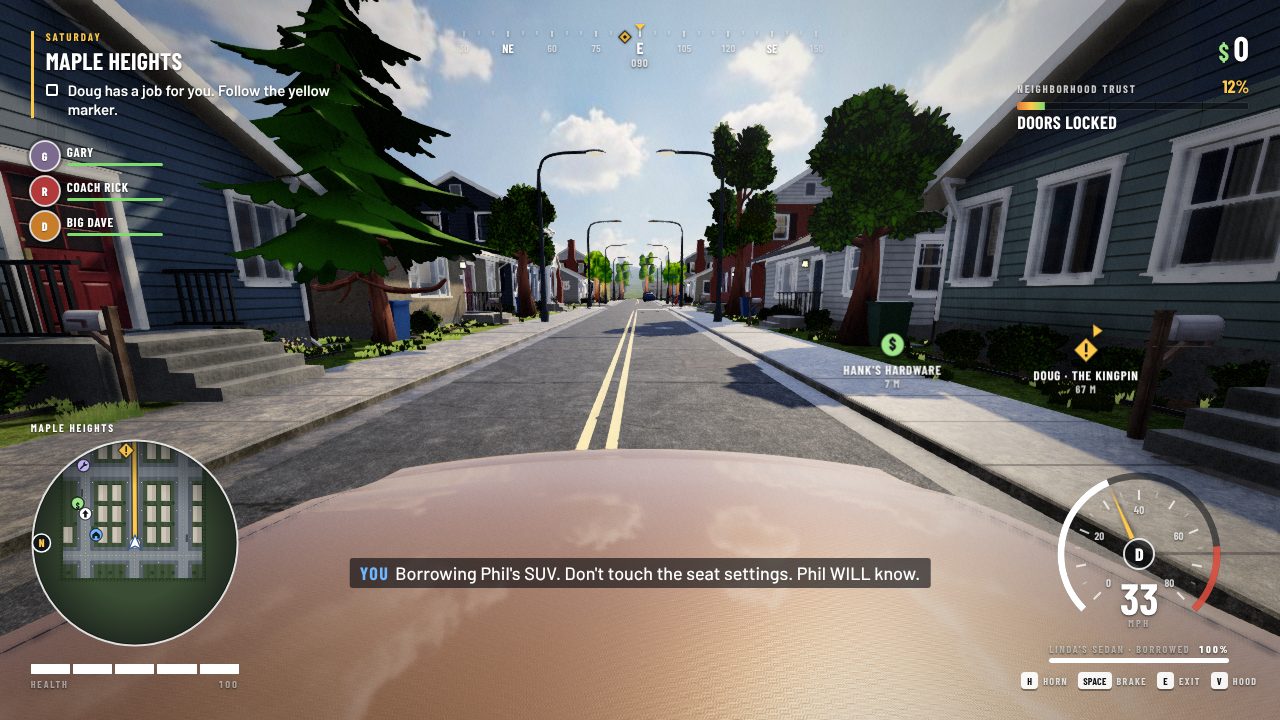 SATURDAY
MAPLE HEIGHTS
Doug has a job for you. Follow the yellow
marker.
G GARY
R COACH RICK
D BIG DAVE
30 NE 60 75 E 105 120 SE 150
090
$ 0
NEIGHBORHOOD TRUST 12%
DOORS LOCKED
$
HANK'S HARDWARE
7 M
!
DOUG · THE KINGPIN
67 M
MAPLE HEIGHTS
!
N
YOU Borrowing Phil's SUV. Don't touch the seat settings. Phil WILL know.
0 20 40 60 80
D
33
MPH
LINDA'S SEDAN · BORROWED 100%
H HORN SPACE BRAKE E EXIT V HOOD
HEALTH 100